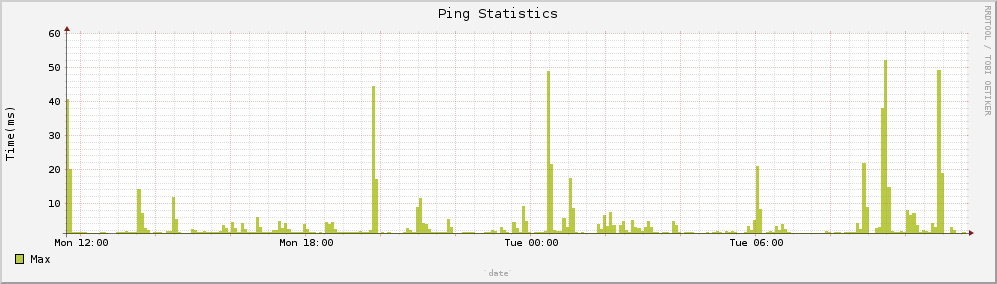 Ping Statistics
RRDTOOL / TOBI OETIKER
Time(ms)
60
50
40
30
20
10
Mon 12:00 Mon 18:00 Tue 00:00 Tue 06:00
Max
`date`